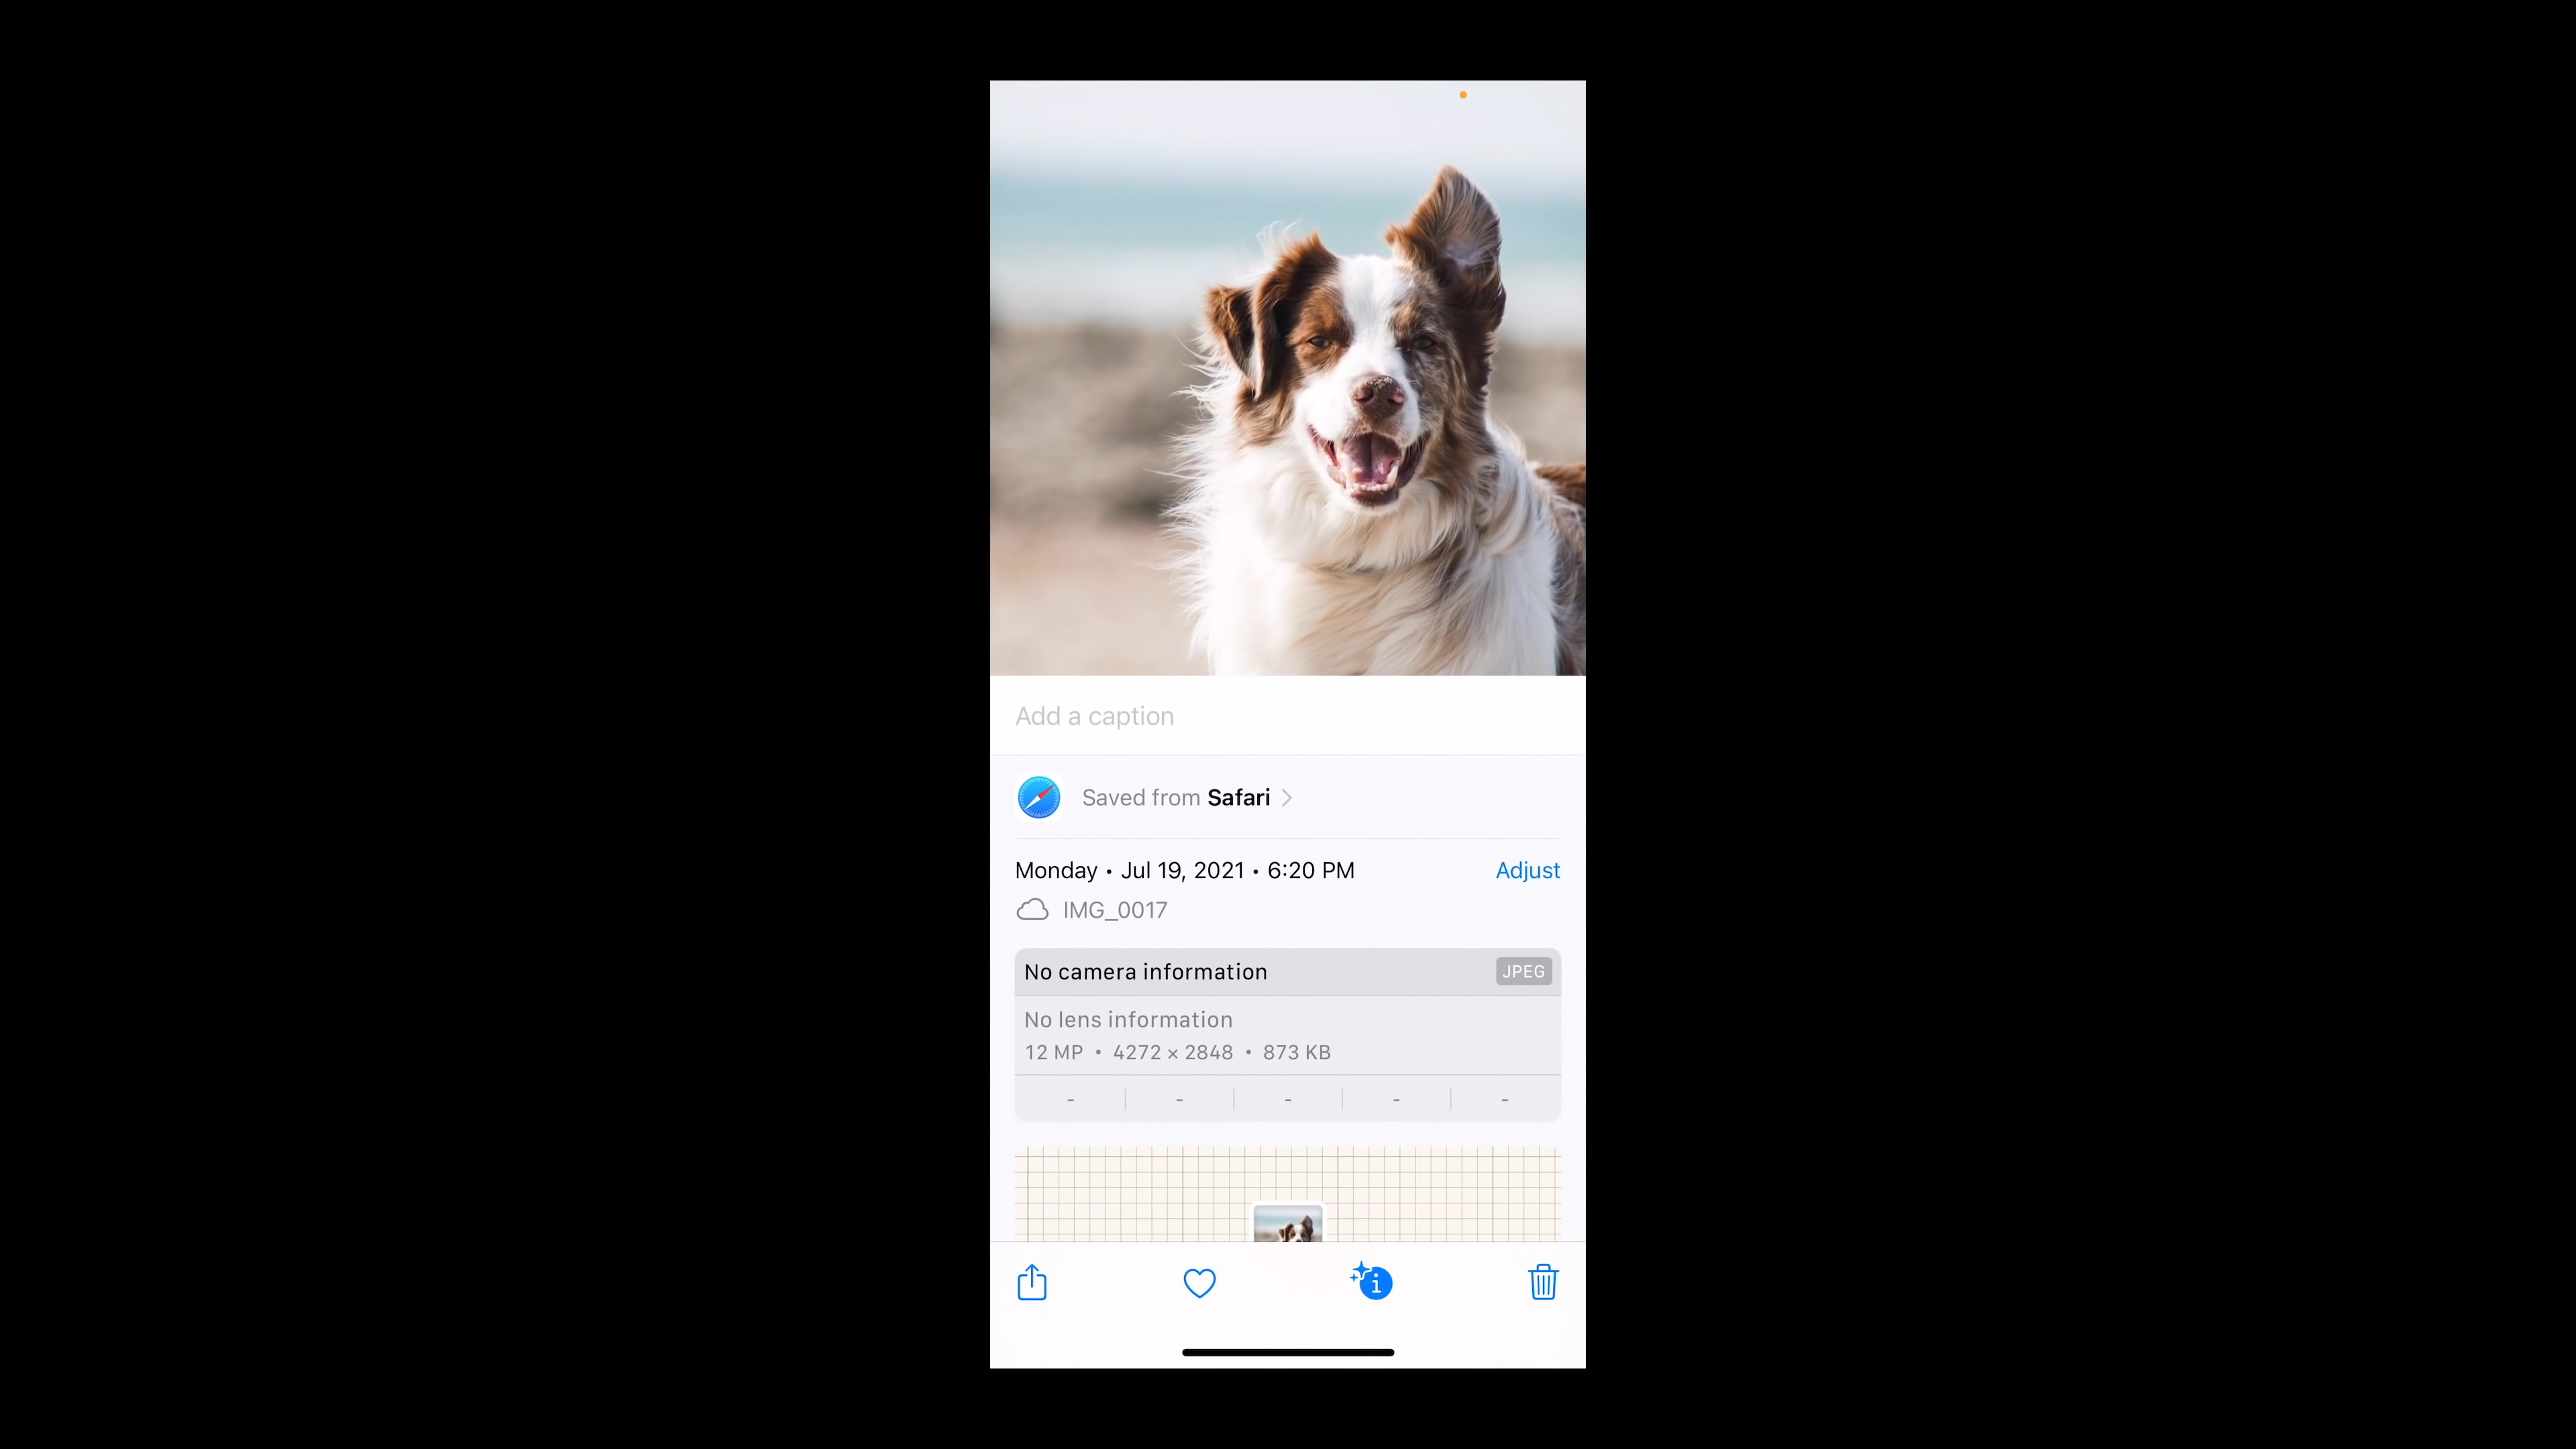 Add a caption
Saved from Safari
Monday • Jul 19, 2021 • 6:20 PM
Adjust
IMG_0017
No camera information
JPEG
No lens information
12 MP • 4272 × 2848 • 873 KB
- - - - -